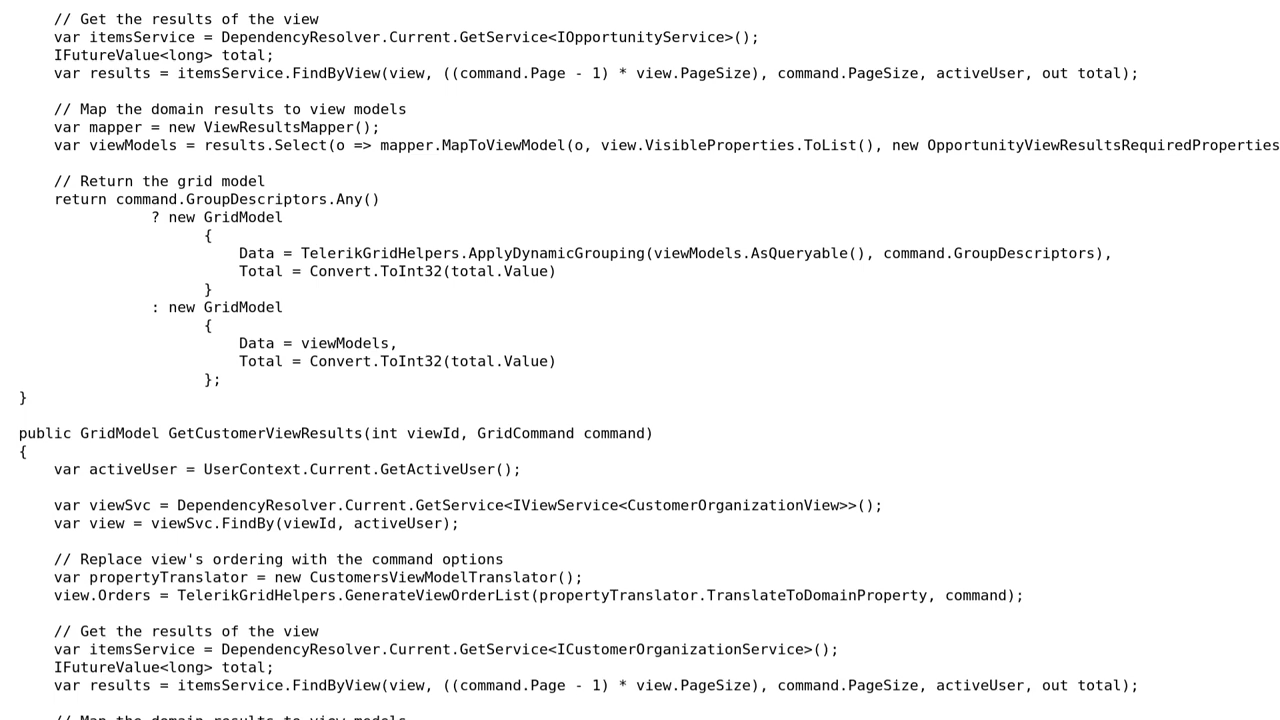 // Get the results of the view
var itemsService = DependencyResolver.Current.GetService<IOpportunityService>();
IFutureValue<long> total;
var results = itemsService.FindByView(view, ((command.Page - 1) * view.PageSize), command.PageSize, activeUser, out total);
// Map the domain results to view models
var mapper = new ViewResultsMapper();
var viewModels = results.Select(o => mapper.MapToViewModel(o, view.VisibleProperties.ToList(), new OpportunityViewResultsRequiredProperties
// Return the grid model
return command.GroupDescriptors.Any()
? new GridModel
{
Data = TelerikGridHelpers.ApplyDynamicGrouping(viewModels.AsQueryable(), command.GroupDescriptors),
Total = Convert.ToInt32(total.Value)
}
: new GridModel
{
Data = viewModels,
Total = Convert.ToInt32(total.Value)
};
}
public GridModel GetCustomerViewResults(int viewId, GridCommand command)
{
var activeUser = UserContext.Current.GetActiveUser();
var viewSvc = DependencyResolver.Current.GetService<IViewService<CustomerOrganizationView>>();
var view = viewSvc.FindBy(viewId, activeUser);
// Replace view's ordering with the command options
var propertyTranslator = new CustomersViewModelTranslator();
view.Orders = TelerikGridHelpers.GenerateViewOrderList(propertyTranslator.TranslateToDomainProperty, command);
// Get the results of the view
var itemsService = DependencyResolver.Current.GetService<ICustomerOrganizationService>();
IFutureValue<long> total;
var results = itemsService.FindByView(view, ((command.Page - 1) * view.PageSize), command.PageSize, activeUser, out total);
// Map the domain results to view models